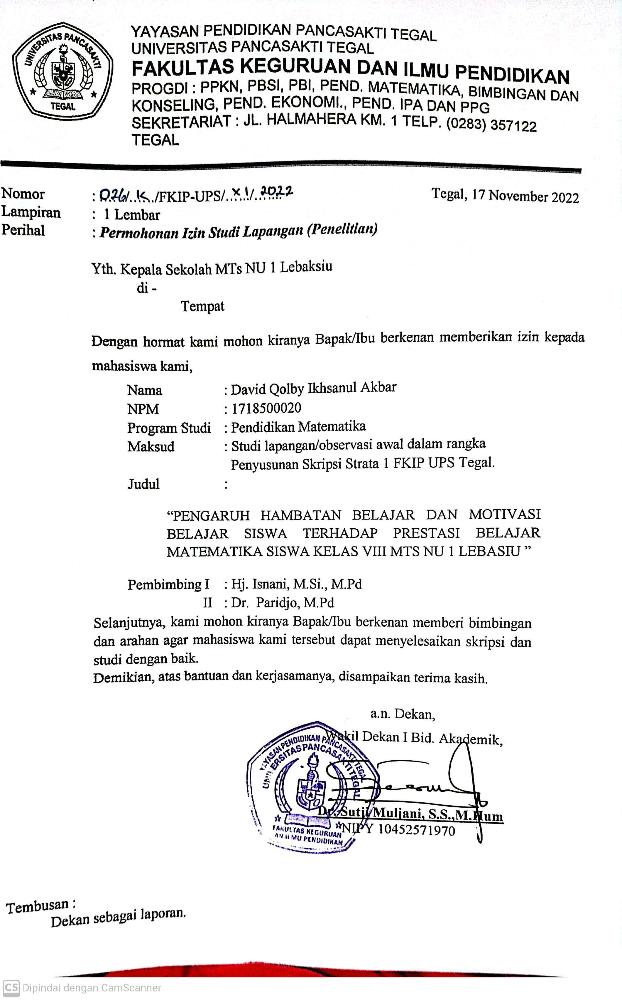 UNIVERSITAS PANCASAKTI
TEGAL
YAYASAN PENDIDIKAN PANCASAKTI TEGAL
UNIVERSITAS PANCASAKTI TEGAL
FAKULTAS KEGURUAN DAN ILMU PENDIDIKAN
PROGDI : PPKN, PBSI, PBI, PEND. MATEMATIKA, BIMBINGAN DAN
KONSELING, PEND. EKONOMI., PEND. IPA DAN PPG
SEKRETARIAT : JL. HALMAHERA KM. 1 TELP. (0283) 357122
TEGAL
Nomor : 026/..K../FKIP-UPS/..XI/..2022 Tegal, 17 November 2022
Lampiran : 1 Lembar
Perihal : Permohonan Izin Studi Lapangan (Penelitian)
Yth. Kepala Sekolah MTs NU 1 Lebaksiu
di -
Tempat
Dengan hormat kami mohon kiranya Bapak/Ibu berkenan memberikan izin kepada
mahasiswa kami,
Nama : David Qolby Ikhsanul Akbar
NPM : 1718500020
Program Studi : Pendidikan Matematika
Maksud : Studi lapangan/observasi awal dalam rangka
Penyusunan Skripsi Strata 1 FKIP UPS Tegal.
Judul :
“PENGARUH HAMBATAN BELAJAR DAN MOTIVASI
BELAJAR SISWA TERHADAP PRESTASI BELAJAR
MATEMATIKA SISWA KELAS VIII MTS NU 1 LEBASIU ”
Pembimbing I : Hj. Isnani, M.Si., M.Pd
II : Dr. Paridjo, M.Pd
Selanjutnya, kami mohon kiranya Bapak/Ibu berkenan memberi bimbingan
dan arahan agar mahasiswa kami tersebut dapat menyelesaikan skripsi dan
studi dengan baik.
Demikian, atas bantuan dan kerjasamanya, disampaikan terima kasih.
a.n. Dekan,
Wakil Dekan I Bid. Akademik,
YAYASAN PENDIDIKAN PANCASAKTI TEGAL
UNIVERSITAS PANCASAKTI TEGAL
FAKULTAS KEGURUAN
AN ILMU PENDIDIKAN
Dr. Sutji Muljani, S.S.,M.Hum
NIPY 10452571970
Tembusan :
Dekan sebagai laporan.
CS Dipindai dengan CamScanner